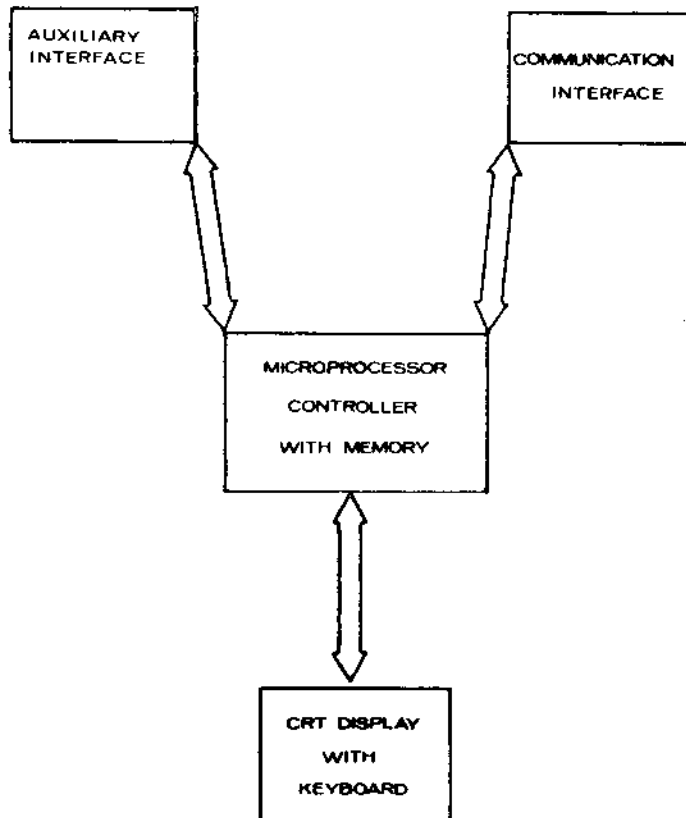 AUXILIARY
INTERFACE
COMMUNICATION
INTERFACE
MICROPROCESSOR
CONTROLLER
WITH MEMORY
CRT DISPLAY
WITH
KEYBOARD